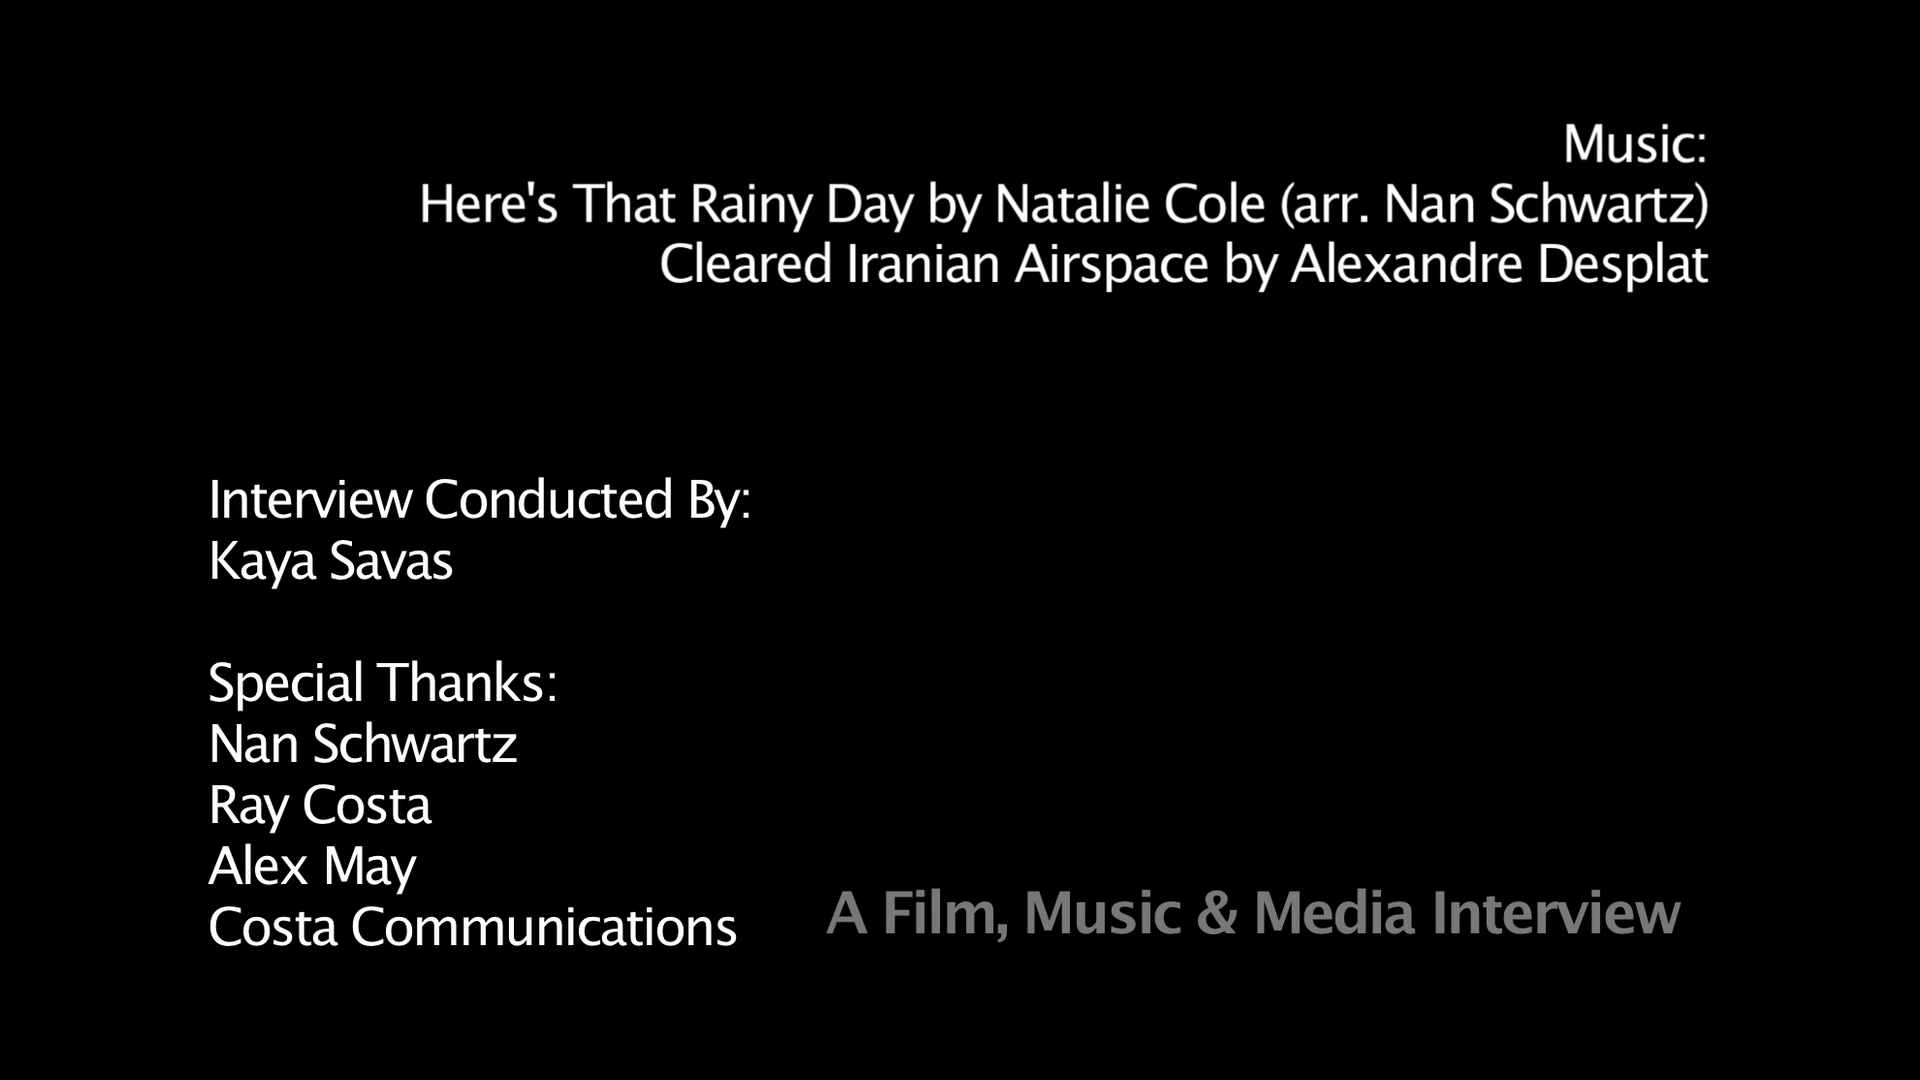 Music:
Here's That Rainy Day by Natalie Cole (arr. Nan Schwartz)
Cleared Iranian Airspace by Alexandre Desplat
Interview Conducted By:
Kaya Savas
Special Thanks:
Nan Schwartz
Ray Costa
Alex May
Costa Communications
A Film, Music & Media Interview